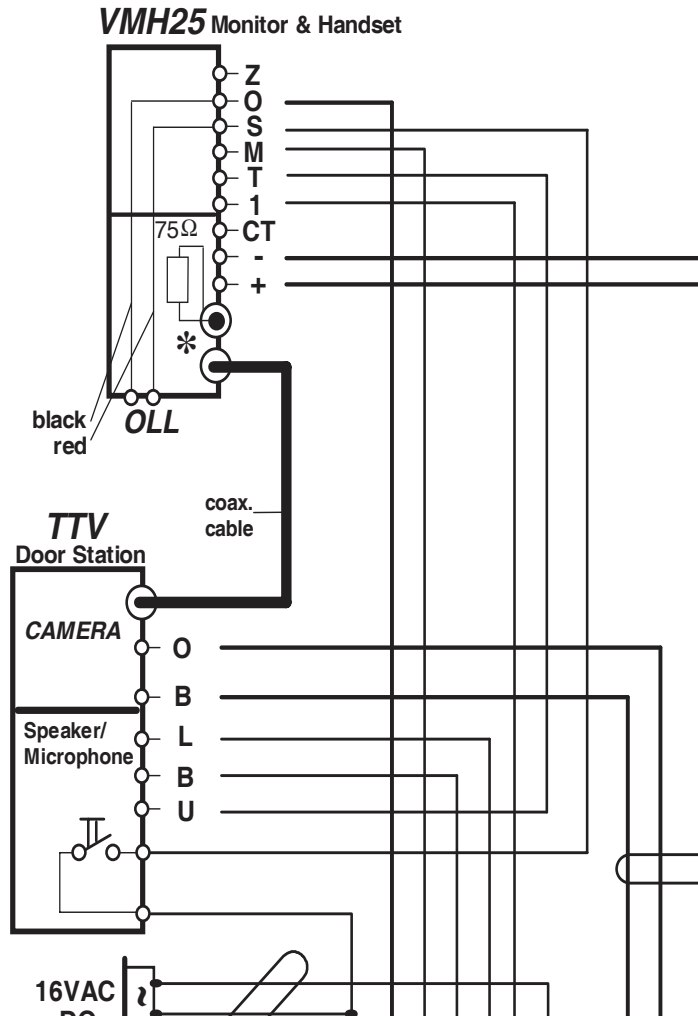 VMH25 Monitor & Handset
Z
O
S
M
T
1
CT
-
+
75Ω
*
black
red
OLL
coax.
cable
TTV
Door Station
CAMERA
O
B
Speaker/
Microphone
L
B
U
16VAC
~